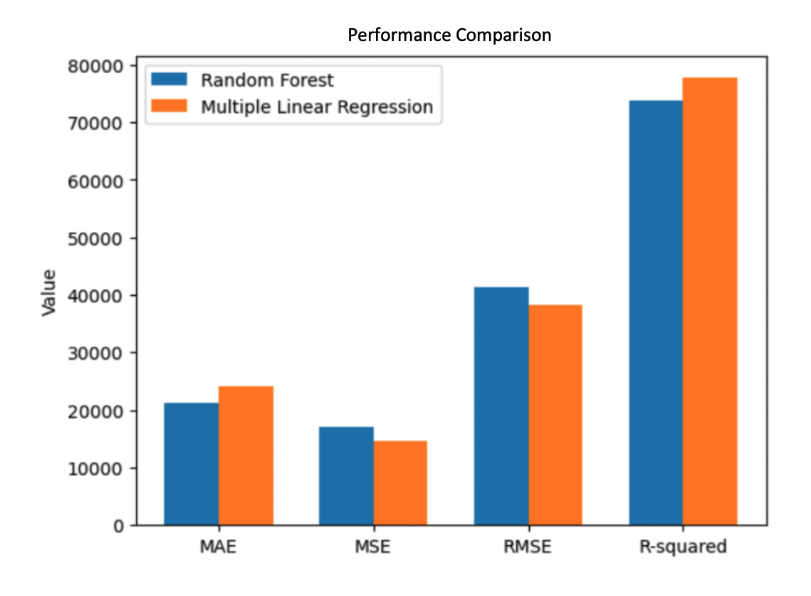 Performance Comparison
Random Forest
Multiple Linear Regression
80000
70000
60000
50000
40000
30000
20000
10000
0
Value
MAE MSE RMSE R-squared